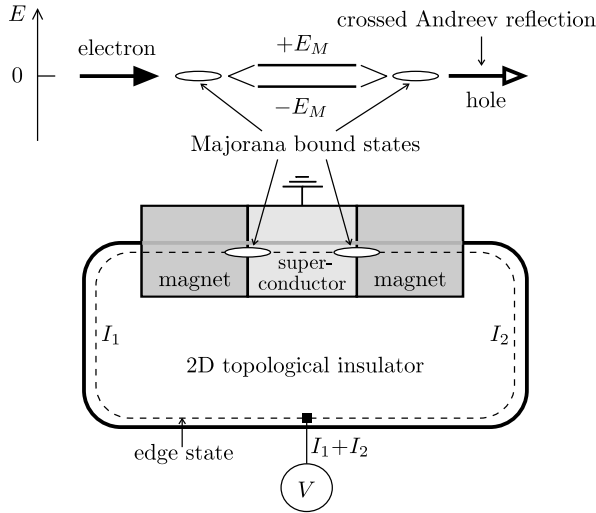 E
crossed Andreev reflection
electron
+E_M
0
−E_M
hole
Majorana bound states
magnet
super-
conductor
magnet
I_1
I_2
2D topological insulator
I_1+I_2
edge state
V